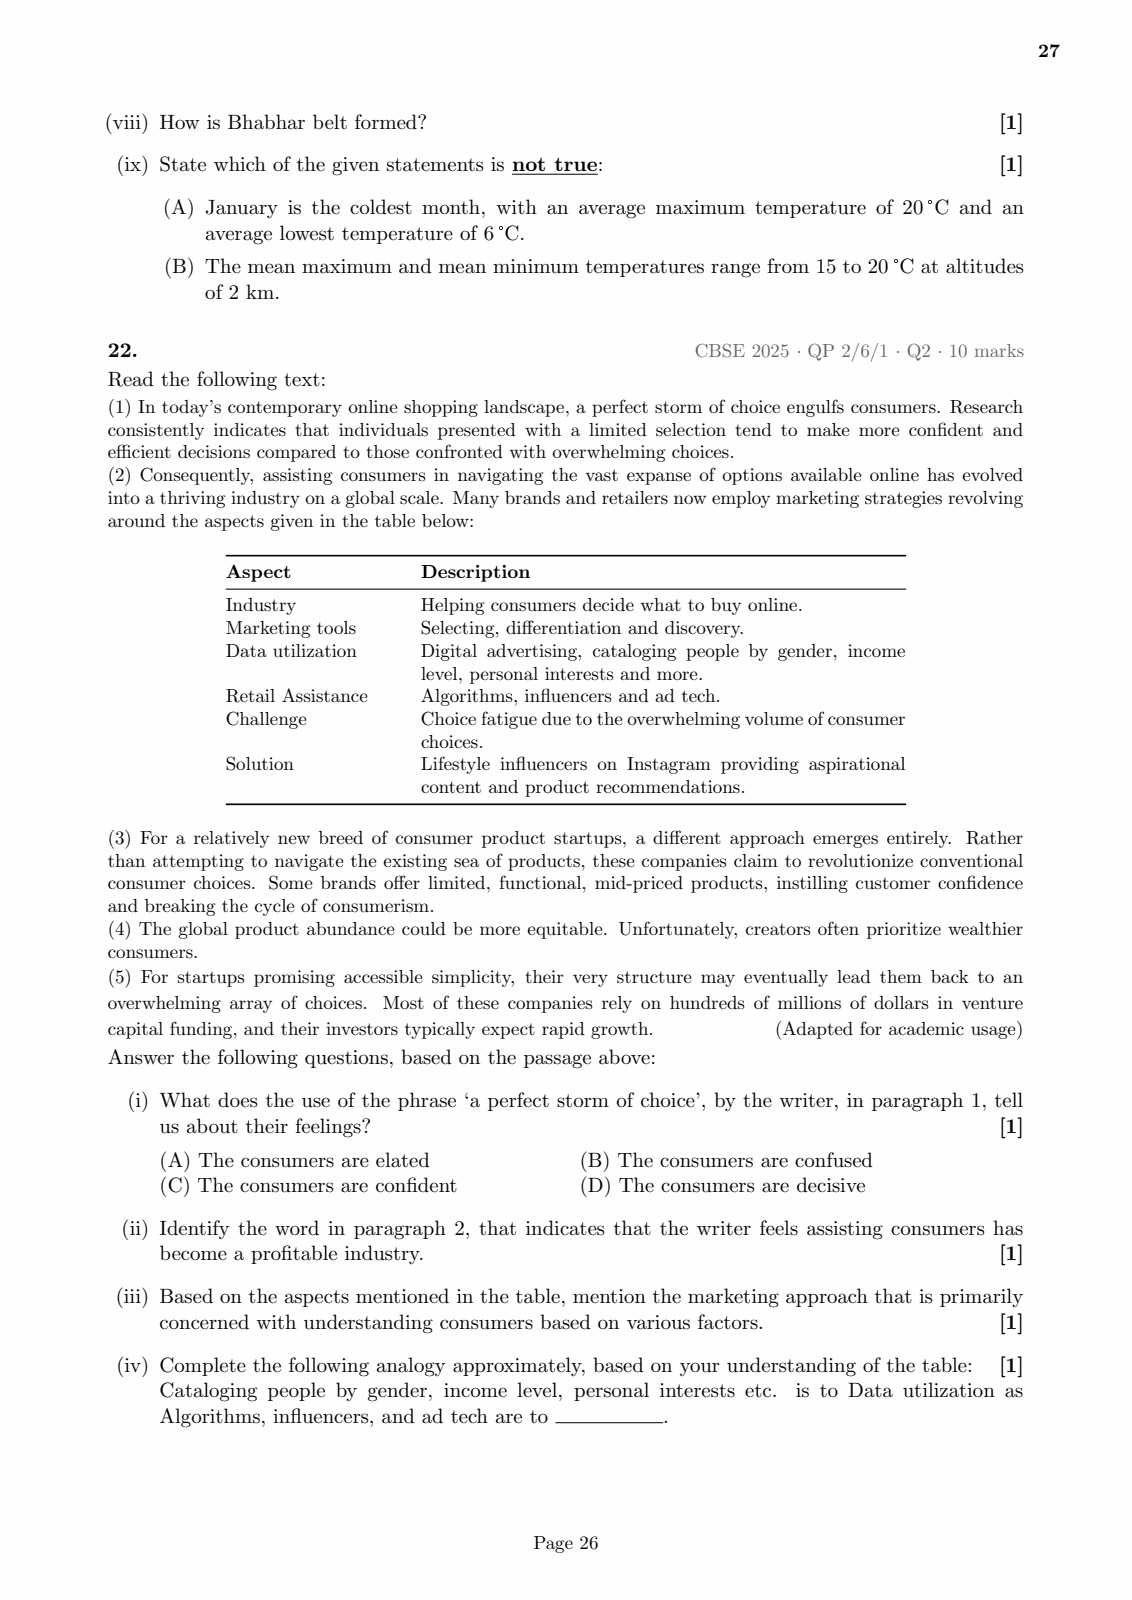 27
(viii) How is Bhabhar belt formed? [1]
(ix) State which of the given statements is not true: [1]
(A) January is the coldest month, with an average maximum temperature of 20 °C and an
average lowest temperature of 6 °C.
(B) The mean maximum and mean minimum temperatures range from 15 to 20 °C at altitudes
of 2 km.
22. CBSE 2025 · QP 2/6/1 · Q2 · 10 marks
Read the following text:
(1) In today's contemporary online shopping landscape, a perfect storm of choice engulfs consumers. Research
consistently indicates that individuals presented with a limited selection tend to make more confident and
efficient decisions compared to those confronted with overwhelming choices.
(2) Consequently, assisting consumers in navigating the vast expanse of options available online has evolved
into a thriving industry on a global scale. Many brands and retailers now employ marketing strategies revolving
around the aspects given in the table below:
Aspect Description
Industry Helping consumers decide what to buy online.
Marketing tools Selecting, differentiation and discovery.
Data utilization Digital advertising, cataloging people by gender, income
level, personal interests and more.
Retail Assistance Algorithms, influencers and ad tech.
Challenge Choice fatigue due to the overwhelming volume of consumer
choices.
Solution Lifestyle influencers on Instagram providing aspirational
content and product recommendations.
(3) For a relatively new breed of consumer product startups, a different approach emerges entirely. Rather
than attempting to navigate the existing sea of products, these companies claim to revolutionize conventional
consumer choices. Some brands offer limited, functional, mid-priced products, instilling customer confidence
and breaking the cycle of consumerism.
(4) The global product abundance could be more equitable. Unfortunately, creators often prioritize wealthier
consumers.
(5) For startups promising accessible simplicity, their very structure may eventually lead them back to an
overwhelming array of choices. Most of these companies rely on hundreds of millions of dollars in venture
capital funding, and their investors typically expect rapid growth. (Adapted for academic usage)
Answer the following questions, based on the passage above:
(i) What does the use of the phrase 'a perfect storm of choice', by the writer, in paragraph 1, tell
us about their feelings? [1]
(A) The consumers are elated (B) The consumers are confused
(C) The consumers are confident (D) The consumers are decisive
(ii) Identify the word in paragraph 2, that indicates that the writer feels assisting consumers has
become a profitable industry. [1]
(iii) Based on the aspects mentioned in the table, mention the marketing approach that is primarily
concerned with understanding consumers based on various factors. [1]
(iv) Complete the following analogy approximately, based on your understanding of the table: [1]
Cataloging people by gender, income level, personal interests etc. is to Data utilization as
Algorithms, influencers, and ad tech are to __________.
Page 26